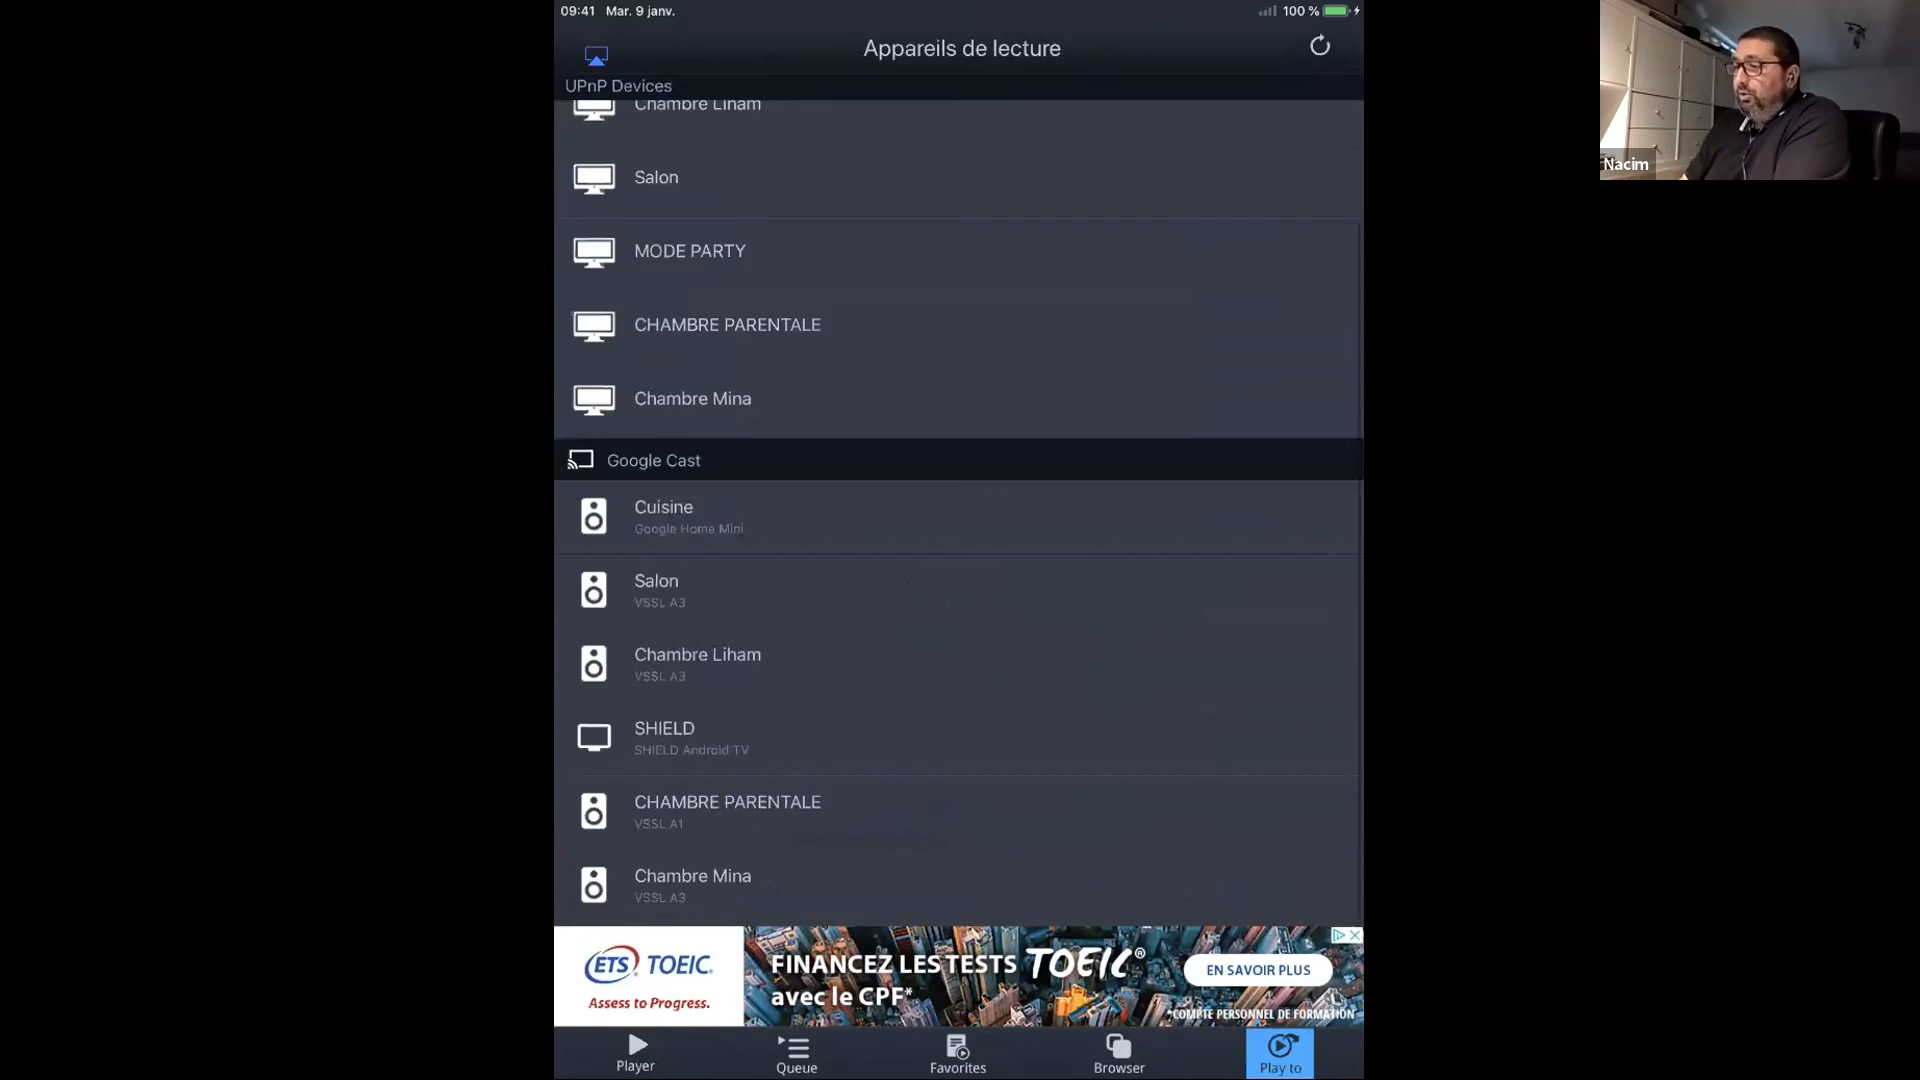 09:41 Mar. 9 janv.
100 %
Appareils de lecture
UPnP Devices
Chambre Liham
Salon
MODE PARTY
CHAMBRE PARENTALE
Chambre Mina
Google Cast
Cuisine
Google Home Mini
Salon
VSSL A3
Chambre Liham
VSSL A3
SHIELD
SHIELD Android TV
CHAMBRE PARENTALE
VSSL A1
Chambre Mina
VSSL A3
ETS TOEIC®
Assess to Progress.
FINANCEZ LES TESTS TOEIC®
avec le CPF*
EN SAVOIR PLUS
*COMPTE PERSONNEL DE FORMATION
Player
Queue
Favorites
Browser
Play to
Nacim